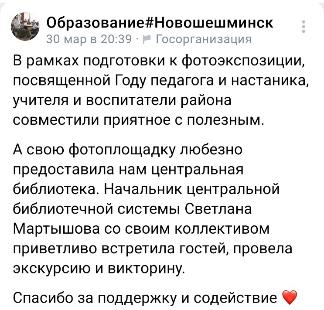 Образование#Новошешминск
30 мар в 20:39 · Госорганизация
В рамках подготовки к фотоэкспозиции,
посвященной Году педагога и настаника,
учителя и воспитатели района
совместили приятное с полезным.
А свою фотоплощадку любезно
предоставила нам центральная
библиотека. Начальник центральной
библиотечной системы Светлана
Мартышова со своим коллективом
приветливо встретила гостей, провела
экскурсию и викторину.
Спасибо за поддержку и содействие ❤️